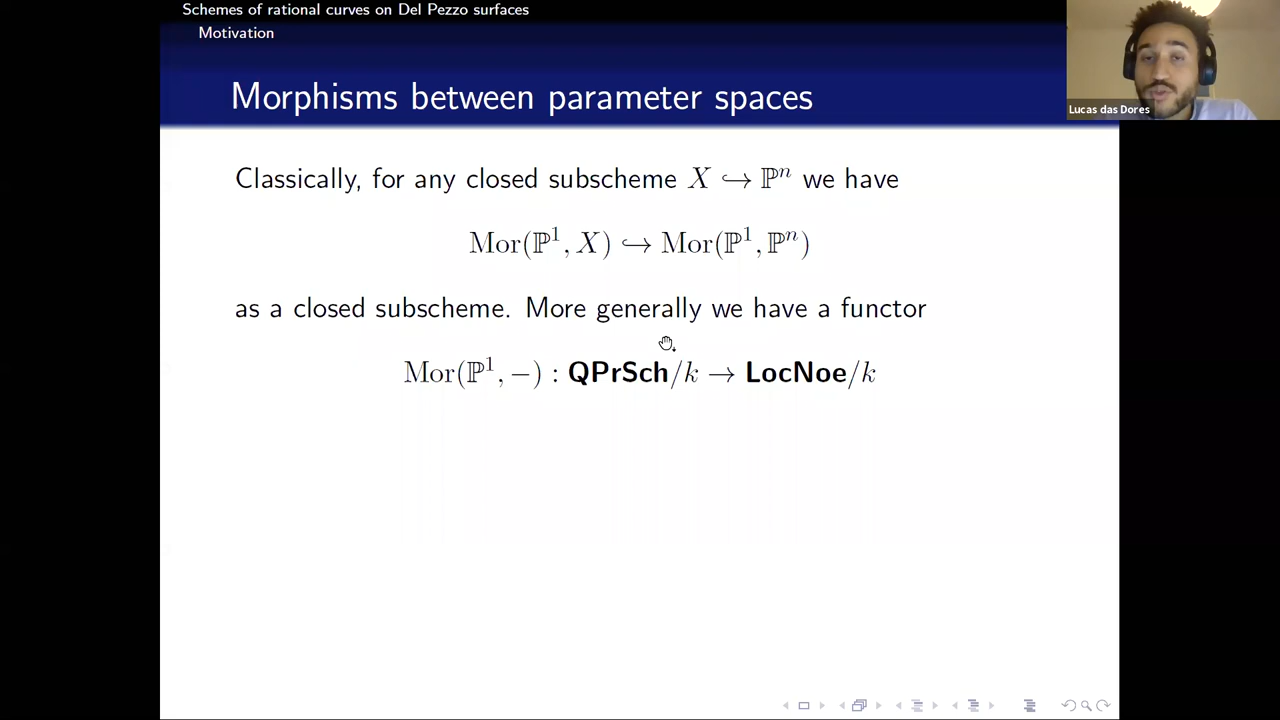 Schemes of rational curves on Del Pezzo surfaces
Motivation
Morphisms between parameter spaces
Lucas das Dores
Classically, for any closed subscheme X ↪ ℙⁿ we have
Mor(ℙ¹, X) ↪ Mor(ℙ¹, ℙⁿ)
as a closed subscheme. More generally we have a functor
Mor(ℙ¹, −) : QPrSch/k → LocNoe/k